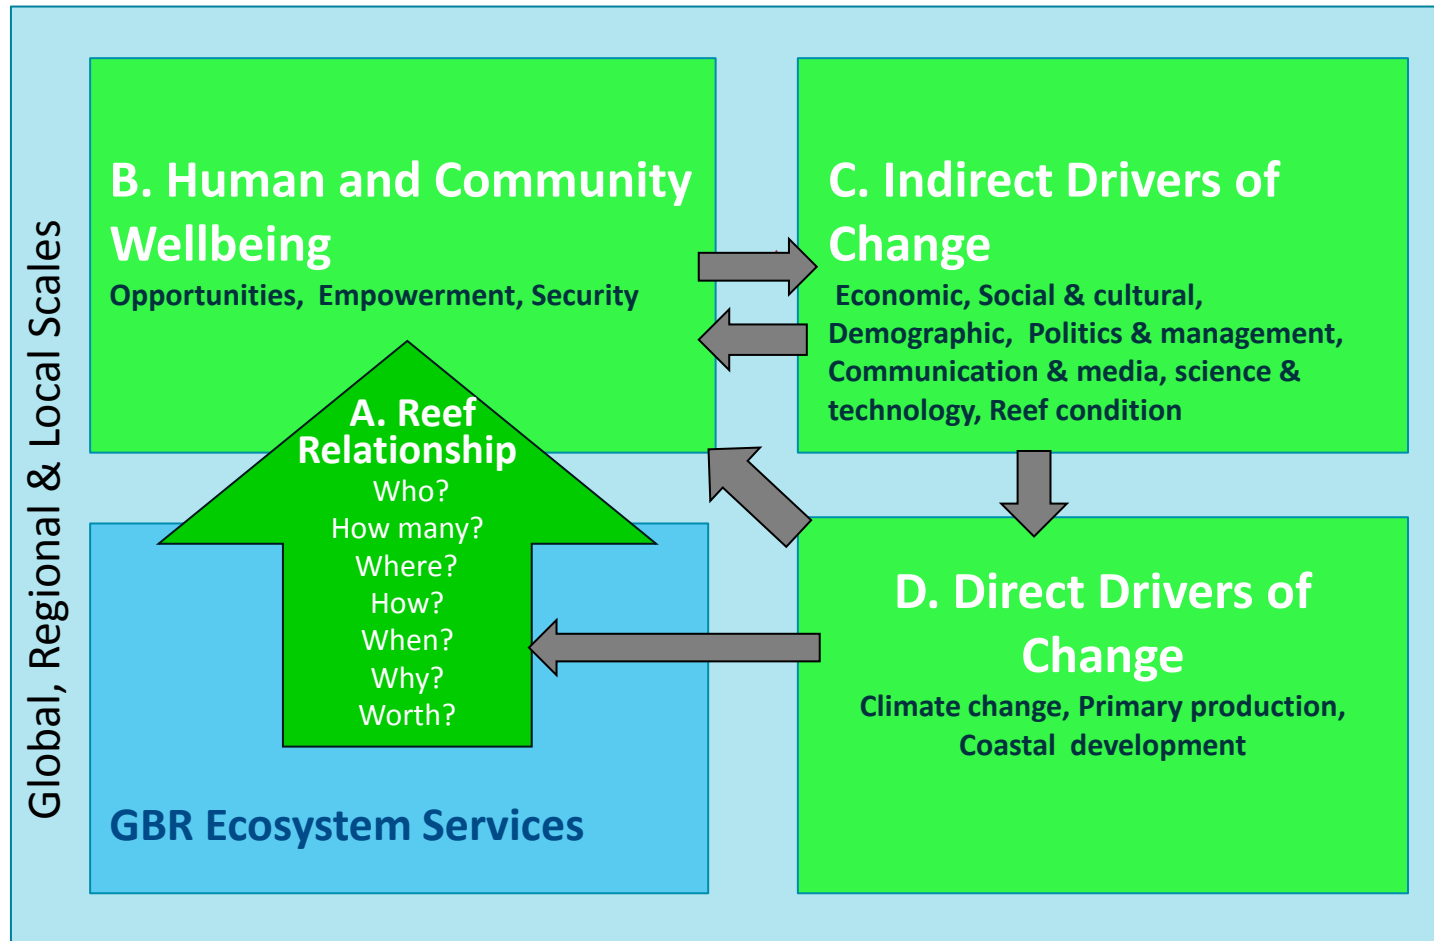 Global, Regional & Local Scales
B. Human and Community
Wellbeing
Opportunities, Empowerment, Security
C. Indirect Drivers of
Change
Economic, Social & cultural,
Demographic, Politics & management,
Communication & media, science &
technology, Reef condition
A. Reef
Relationship
Who?
How many?
Where?
How?
When?
Why?
Worth?
GBR Ecosystem Services
D. Direct Drivers of
Change
Climate change, Primary production,
Coastal development